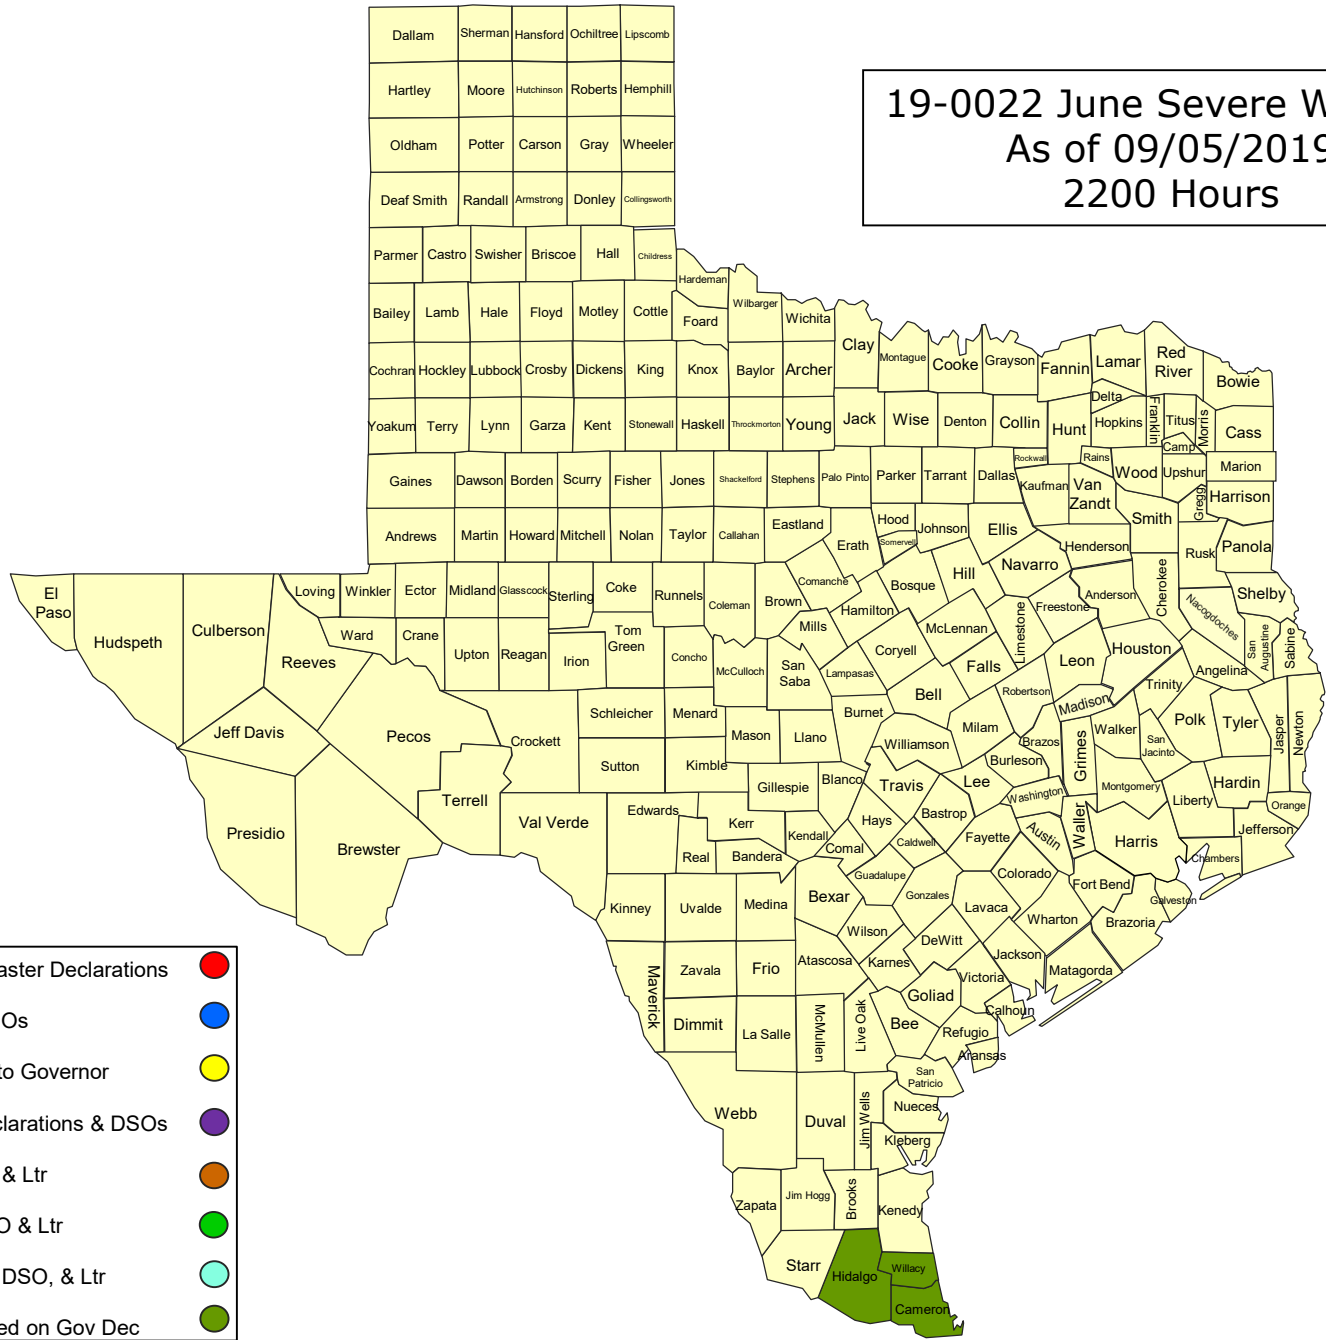 19-0022 June Severe W
As of 09/05/2019
2200 Hours
Dallam Sherman Hansford Ochiltree Lipscomb
Hartley Moore Hutchinson Roberts Hemphill
Oldham Potter Carson Gray Wheeler
Deaf Smith Randall Armstrong Donley Collingsworth
Parmer Castro Swisher Briscoe Hall Childress
Hardeman
Bailey Lamb Hale Floyd Motley Cottle Foard Wilbarger Wichita
Clay Montague Cooke Grayson Fannin Lamar Red
River Bowie
Cochran Hockley Lubbock Crosby Dickens King Knox Baylor Archer
Delta
Yoakum Terry Lynn Garza Kent Stonewall Haskell Throckmorton Young Jack Wise Denton Collin Hunt Hopkins Franklin Titus Morris Cass
Camp
Rockwall Rains Wood Upshur Marion
Gaines Dawson Borden Scurry Fisher Jones Shackelford Stephens Palo Pinto Parker Tarrant Dallas Kaufman Van
Zandt Gregg Harrison
Smith
Andrews Martin Howard Mitchell Nolan Taylor Callahan Eastland Erath Hood Somervell Johnson Ellis Henderson Rusk Panola
El
Paso Hudspeth Culberson Loving Winkler Ector Midland Glasscock Sterling Coke Runnels Coleman Brown Comanche Bosque Hill Navarro Anderson Cherokee Nacogdoches Shelby
Hamilton Freestone Limestone McLennan
Reeves Ward Crane Upton Reagan Irion Tom
Green Concho McCulloch San
Saba Mills Lampasas Coryell Falls Leon Houston Angelina San
Augustine Sabine
Trinity
Bell Robertson Madison
Jeff Davis Pecos Crockett Schleicher Menard Mason Llano Burnet Williamson Milam Brazos Grimes Walker San
Jacinto Polk Tyler Jasper Newton
Burleson
Sutton Kimble Gillespie Blanco Travis Lee Washington Montgomery Liberty Hardin
Orange
Presidio Brewster Terrell Val Verde Edwards Kerr Kendall Hays Bastrop Caldwell Fayette Austin Waller Harris Jefferson
Chambers
Real Bandera Comal Guadalupe Gonzales Colorado Fort Bend Galveston
Kinney Uvalde Medina Bexar Lavaca Wharton Brazoria
Wilson DeWitt
Maverick Zavala Frio Atascosa Karnes Jackson Matagorda
Victoria
Goliad
Dimmit La Salle McMullen Live Oak Bee Refugio Calhoun
Aransas
San
Patricio
Webb Duval Jim Wells Nueces
Kleberg
Zapata Jim Hogg Brooks Kenedy
Starr Hidalgo Willacy
Cameron
aster Declarations
Os
to Governor
clarations & DSOs
& Ltr
O & Ltr
DSO, & Ltr
ed on Gov Dec